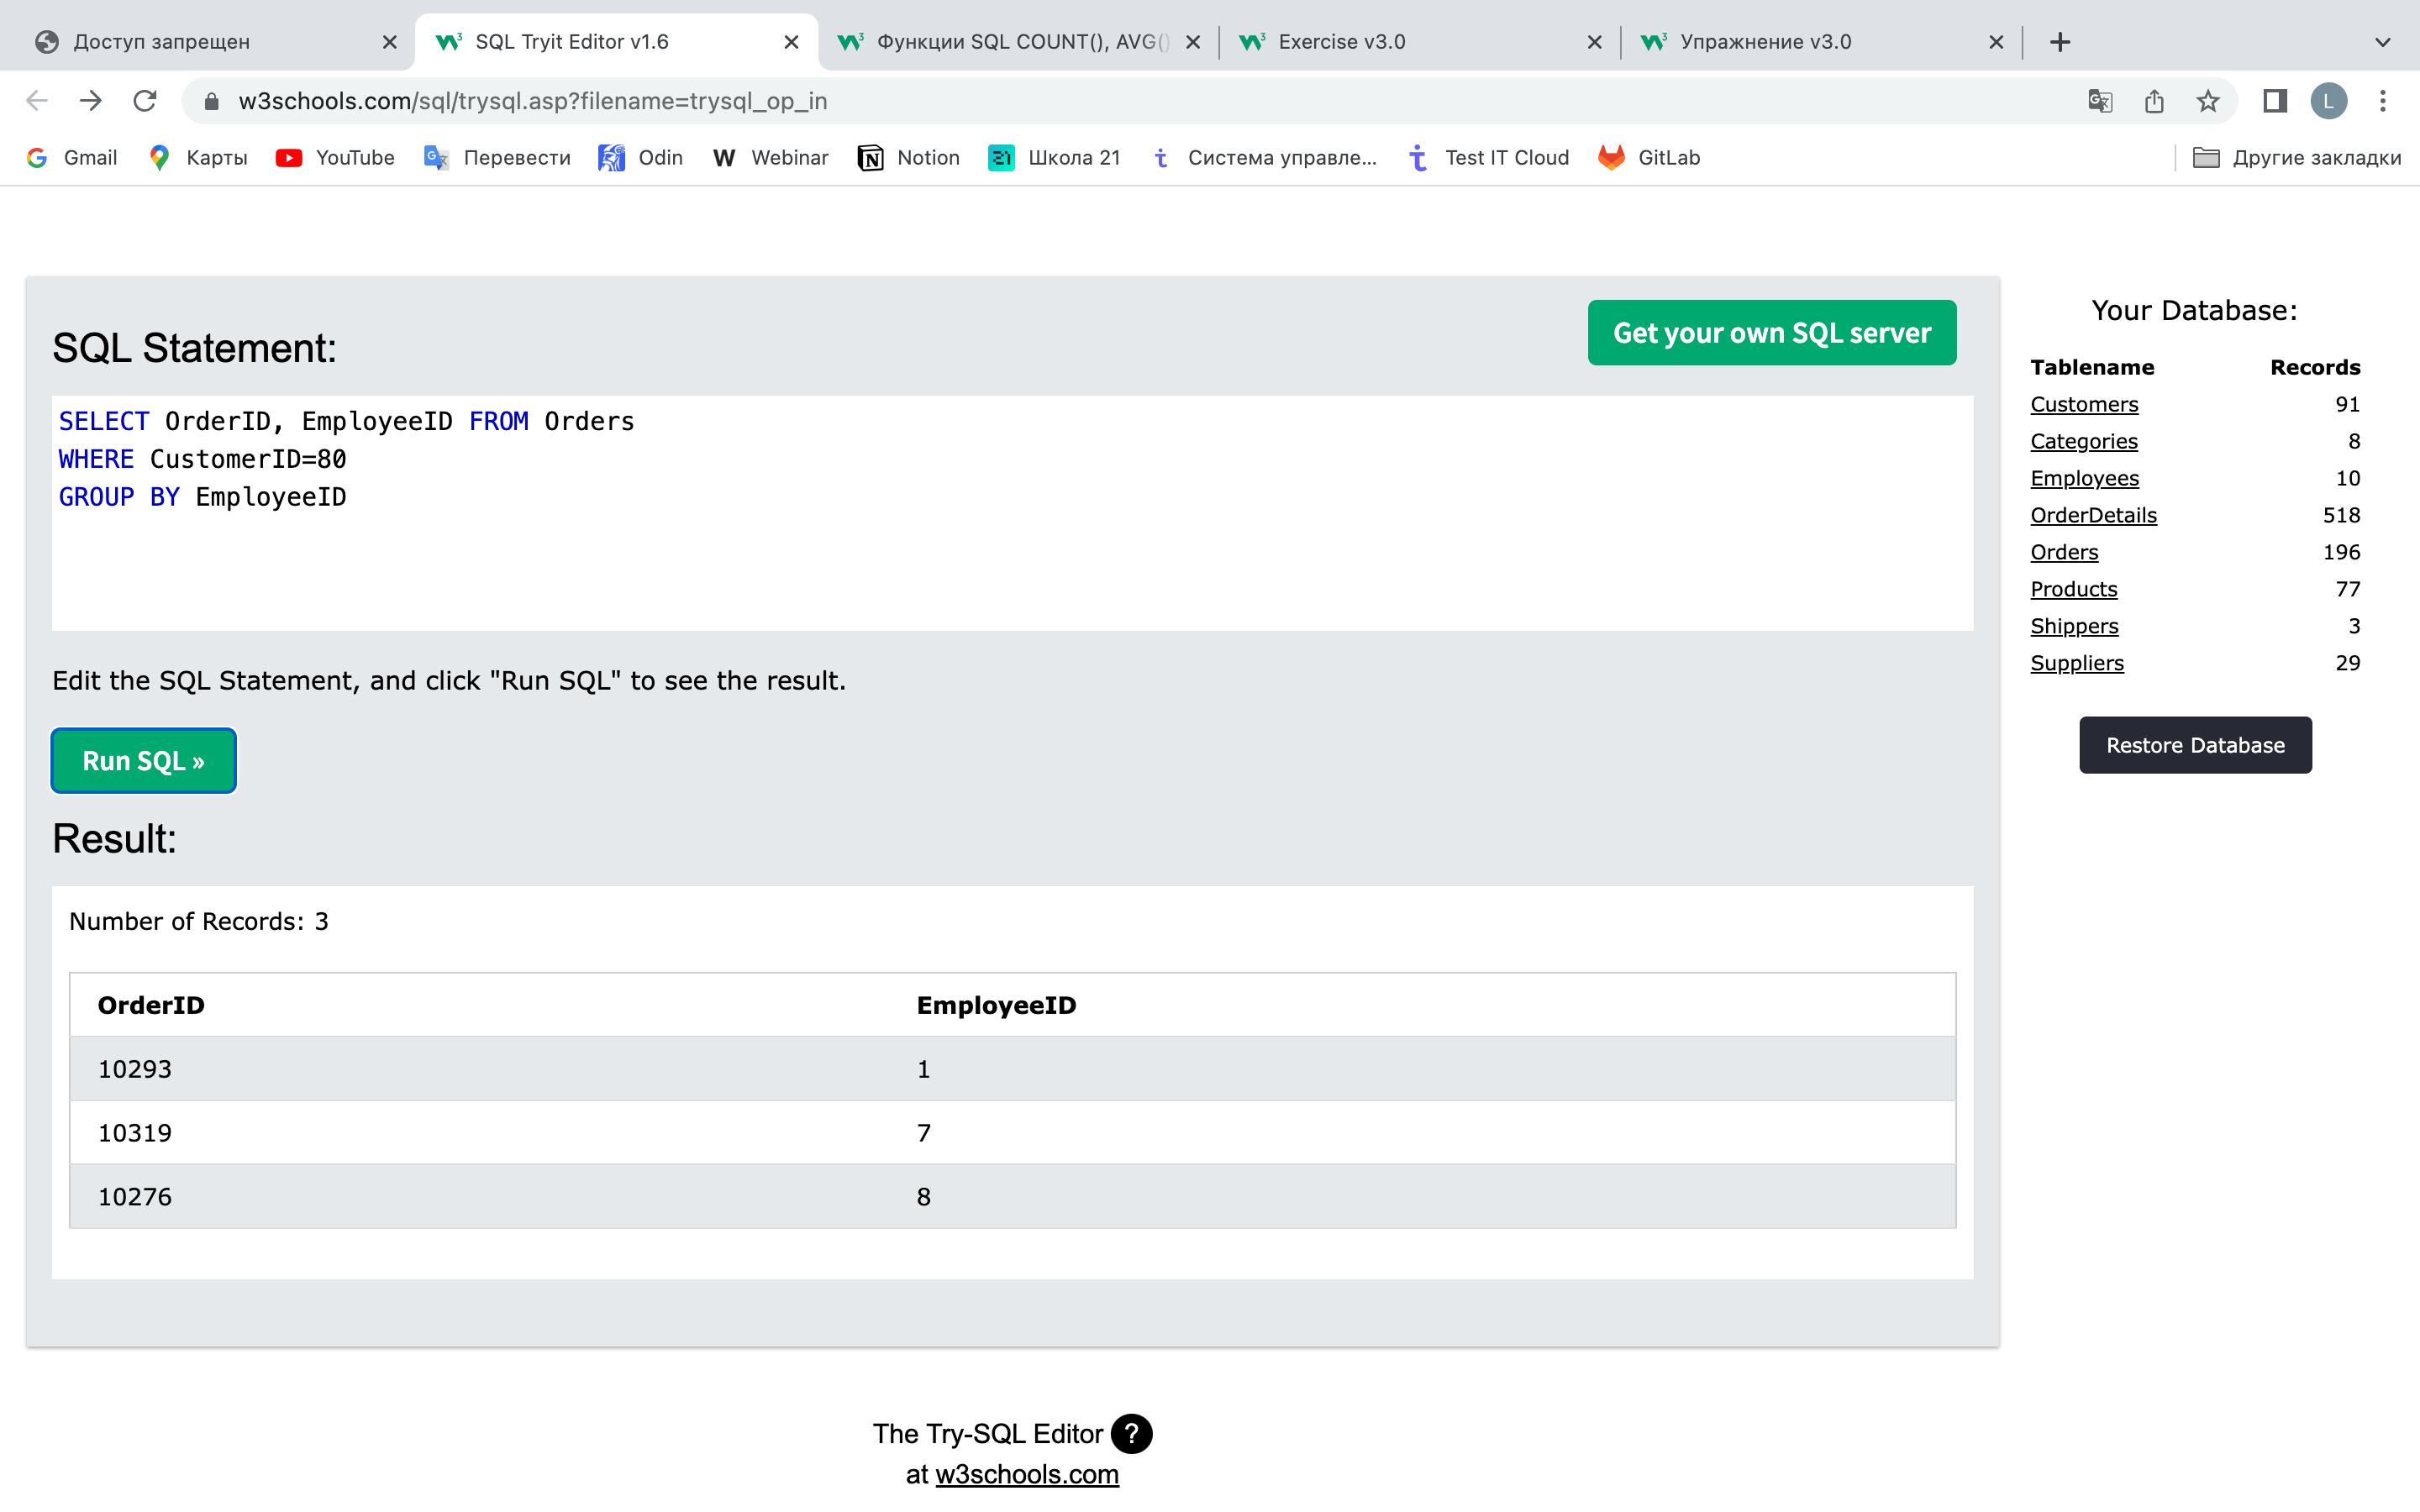 Доступ запрещен
SQL Tryit Editor v1.6
Функции SQL COUNT(), AVG()
Exercise v3.0
Упражнение v3.0
w3schools.com/sql/trysql.asp?filename=trysql_op_in
L
Gmail
Карты
YouTube
Перевести
Odin
Webinar
Notion
Школа 21
Система управле...
Test IT Cloud
GitLab
Другие закладки
SQL Statement:
Get your own SQL server
SELECT OrderID, EmployeeID FROM Orders
WHERE CustomerID=80
GROUP BY EmployeeID
Edit the SQL Statement, and click "Run SQL" to see the result.
Run SQL »
Result:
Number of Records: 3
OrderID EmployeeID
10293 1
10319 7
10276 8
Your Database:
Tablename Records
Customers 91
Categories 8
Employees 10
OrderDetails 518
Orders 196
Products 77
Shippers 3
Suppliers 29
Restore Database
The Try-SQL Editor ?
at w3schools.com